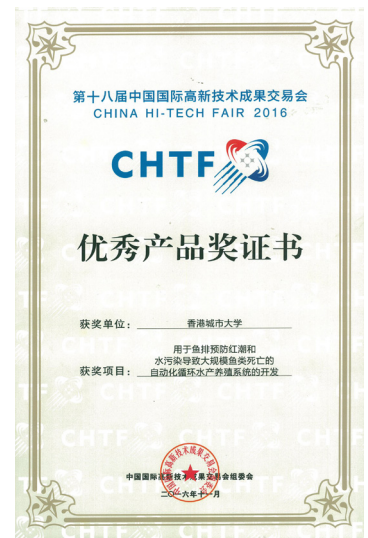 第十八届中国国际高新技术成果交易会
CHINA HI-TECH FAIR 2016
CHTF
优秀产品奖证书
获奖单位： 香港城市大学
用于鱼排预防红潮和
水污染导致大规模鱼类死亡的
获奖项目： 自动化循环水产养殖系统的开发
中国国际高新技术成果交易会组委会
二〇一六年十一月